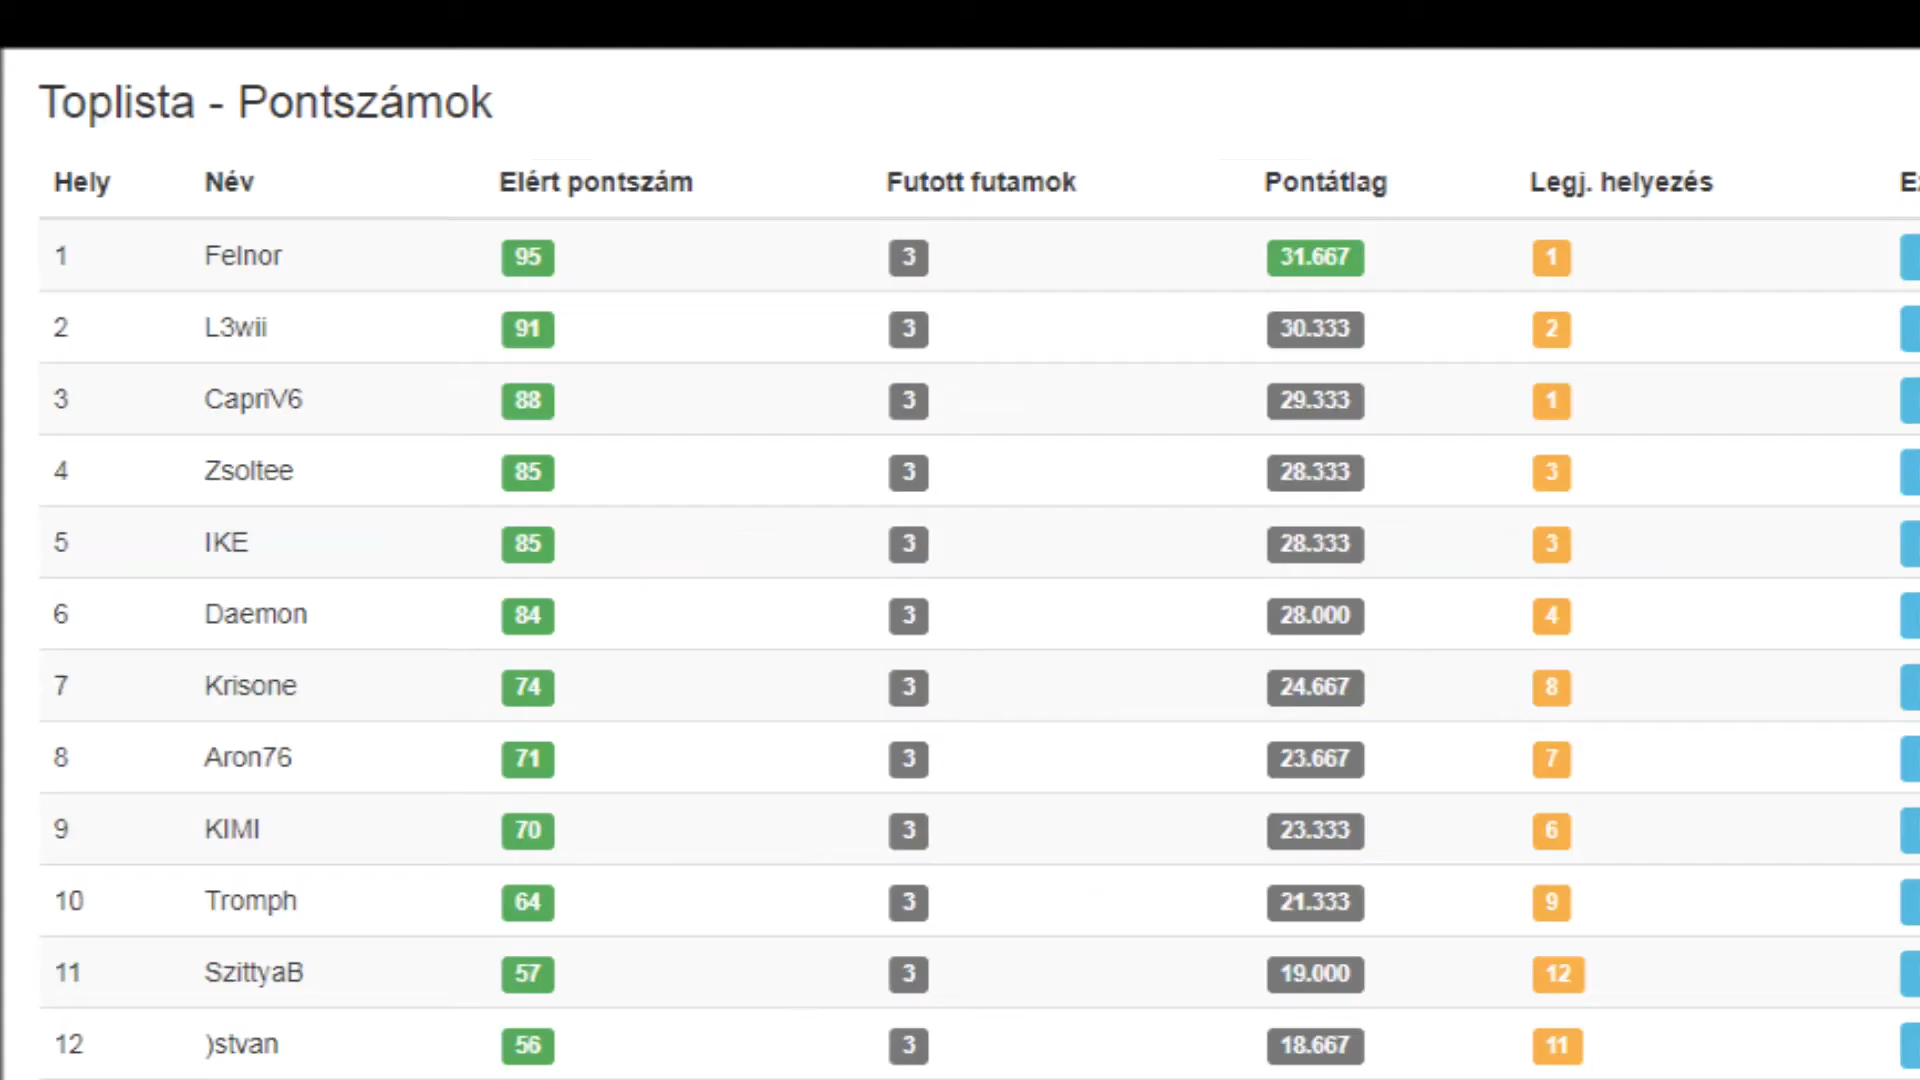 Toplista - Pontszámok
Hely Név Elért pontszám Futott futamok Pontátlag Legj. helyezés
1 Felnor 95 3 31.667 1
2 L3wii 91 3 30.333 2
3 CapriV6 88 3 29.333 1
4 Zsoltee 85 3 28.333 3
5 IKE 85 3 28.333 3
6 Daemon 84 3 28.000 4
7 Krisone 74 3 24.667 8
8 Aron76 71 3 23.667 7
9 KIMI 70 3 23.333 6
10 Tromph 64 3 21.333 9
11 SzittyaB 57 3 19.000 12
12 )stvan 56 3 18.667 11